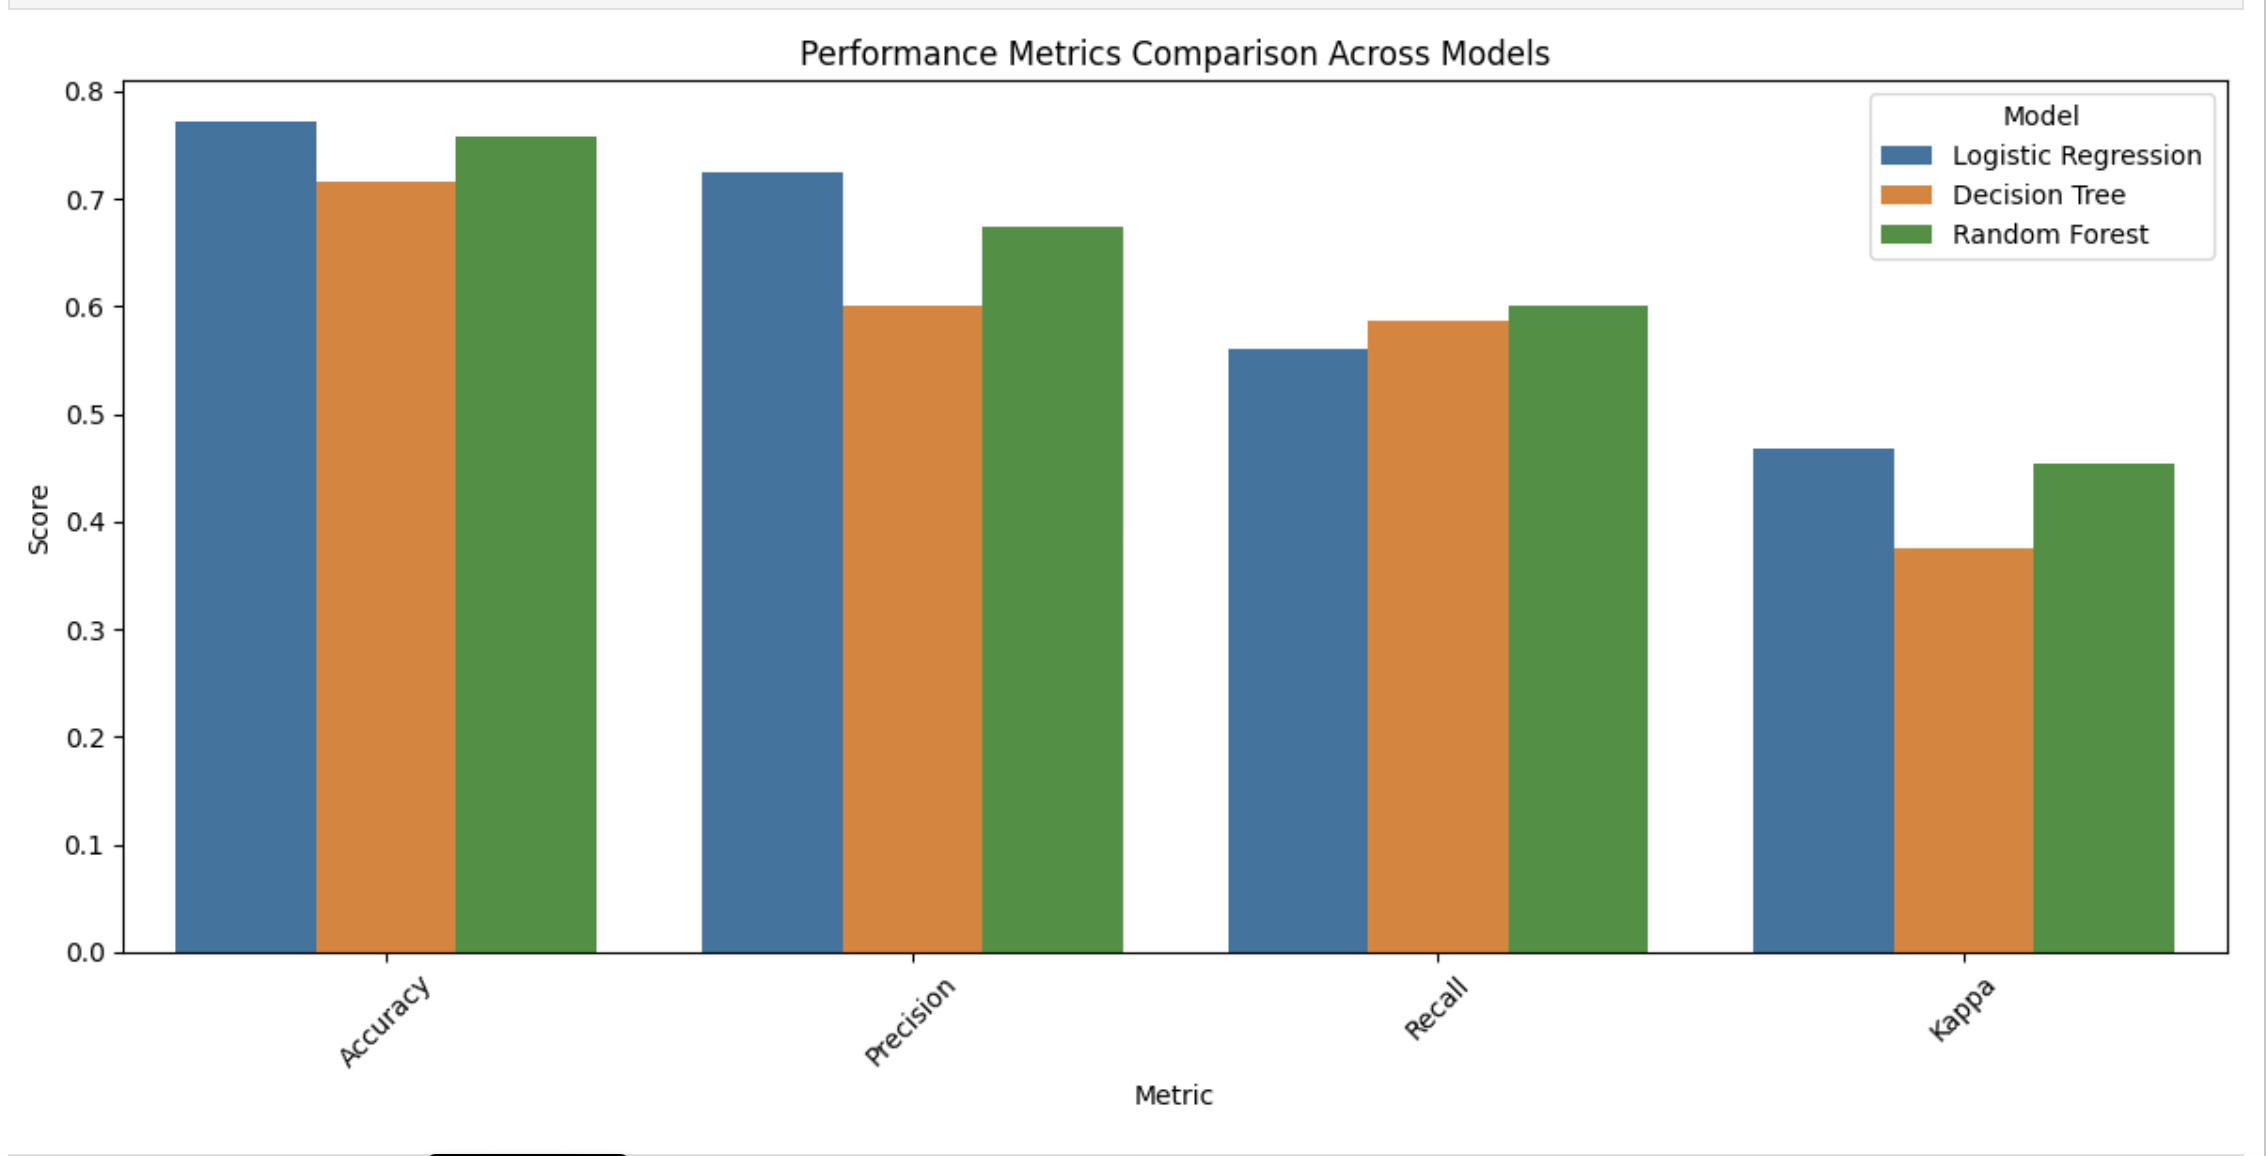 Performance Metrics Comparison Across Models
Model
Logistic Regression
Decision Tree
Random Forest
0.8
0.7
0.6
0.5
0.4
0.3
0.2
0.1
0.0
Score
Accuracy
Precision
Recall
Kappa
Metric